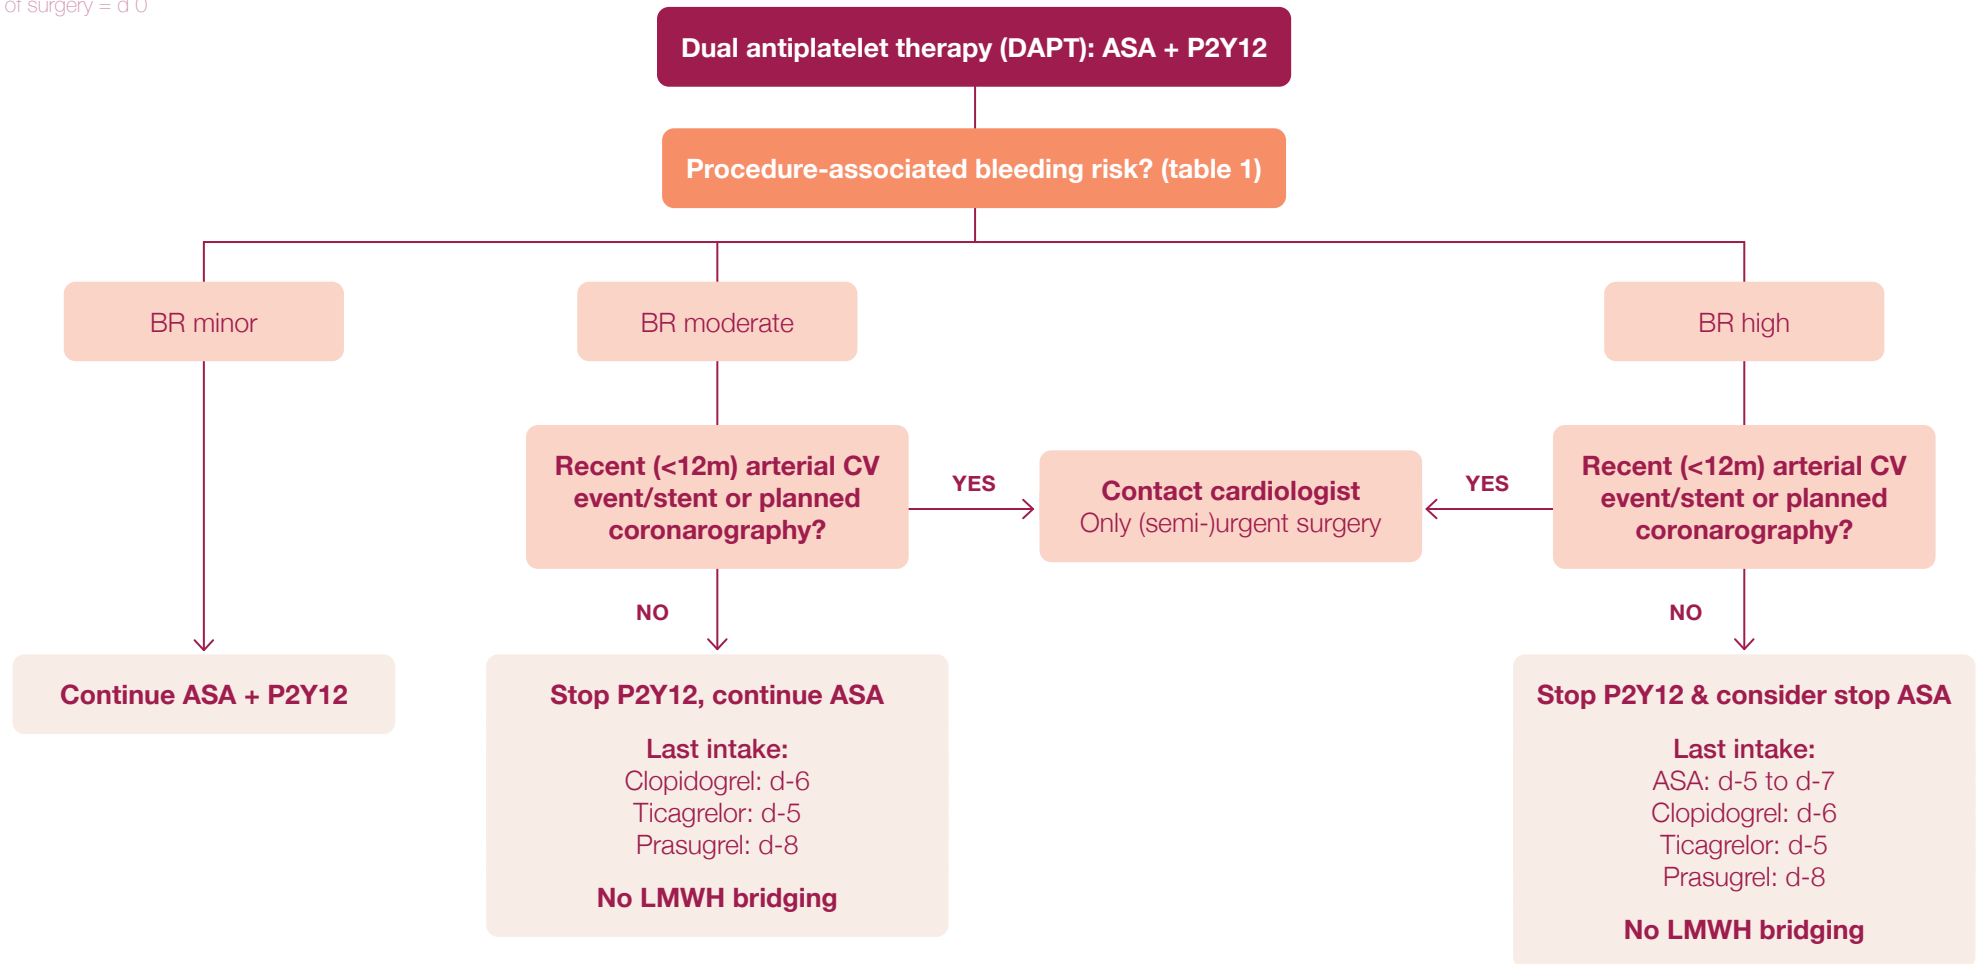 of surgery = d 0
Dual antiplatelet therapy (DAPT): ASA + P2Y12
Procedure-associated bleeding risk? (table 1)
BR minor
BR moderate
BR high
Recent (<12m) arterial CV
event/stent or planned
coronarography?
YES
Contact cardiologist
Only (semi-)urgent surgery
YES
Recent (<12m) arterial CV
event/stent or planned
coronarography?
NO
NO
Continue ASA + P2Y12
Stop P2Y12, continue ASA
Last intake:
Clopidogrel: d-6
Ticagrelor: d-5
Prasugrel: d-8
No LMWH bridging
Stop P2Y12 & consider stop ASA
Last intake:
ASA: d-5 to d-7
Clopidogrel: d-6
Ticagrelor: d-5
Prasugrel: d-8
No LMWH bridging